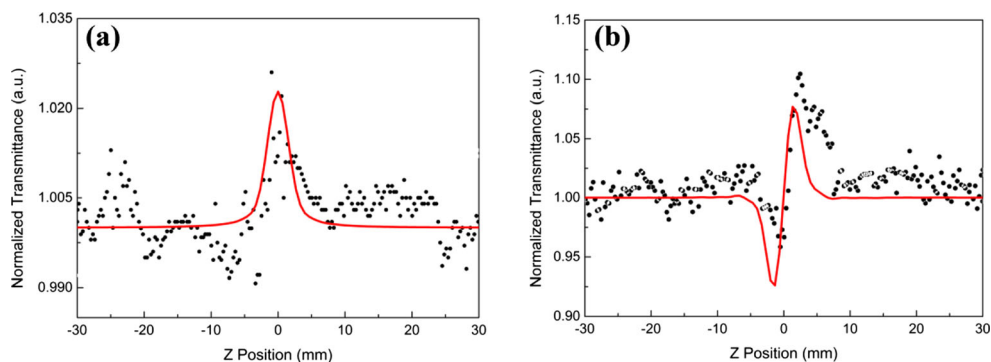 (a)
Normalized Transmittance (a.u.)
1.035
1.020
1.005
0.990
-30 -20 -10 0 10 20 30
Z Position (mm)
(b)
Normalized Transmittance (a.u.)
1.15
1.10
1.05
1.00
0.95
0.90
-30 -20 -10 0 10 20 30
Z Position (mm)